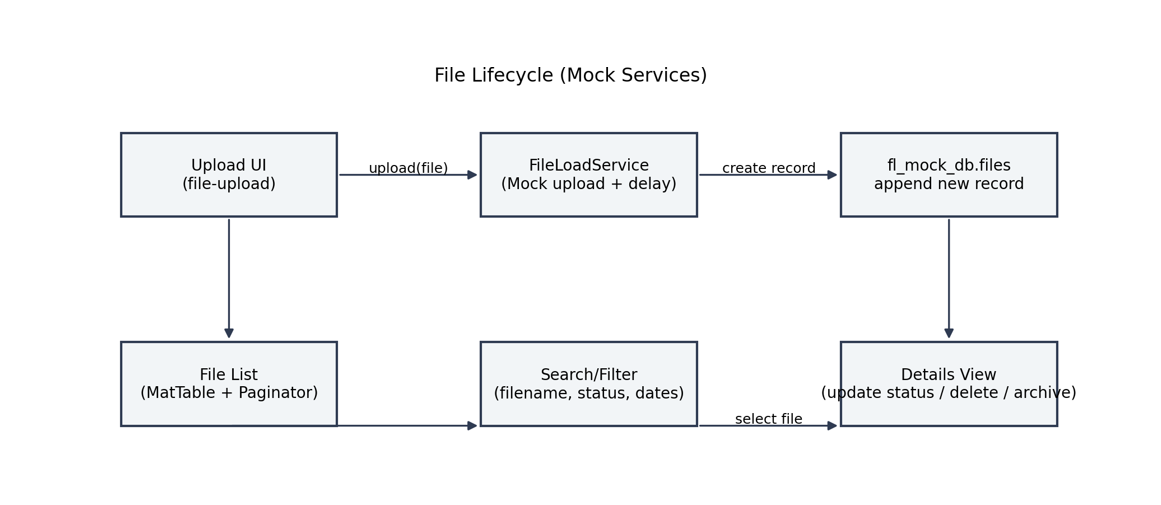 File Lifecycle (Mock Services)
Upload UI
(file-upload)
upload(file)
FileLoadService
(Mock upload + delay)
create record
fl_mock_db.files
append new record
File List
(MatTable + Paginator)
Search/Filter
(filename, status, dates)
select file
Details View
(update status / delete / archive)